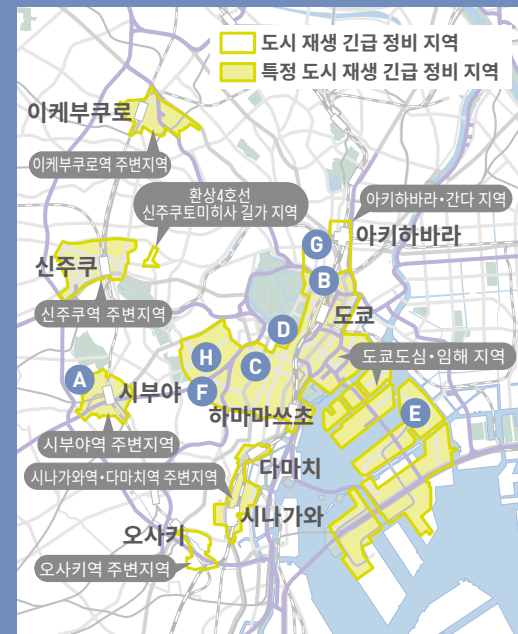 도시 재생 긴급 정비 지역
특정 도시 재생 긴급 정비 지역
이케부쿠로
이케부쿠로역 주변지역
환상4호선
신주쿠토미히사 길가 지역
아키하바라·간다 지역
아키하바라
G
신주쿠
B
신주쿠역 주변지역
도쿄
D
도쿄도심·임해 지역
H
C
A
시부야
F
하마마쓰초
E
시부야역 주변지역
다마치
시나가와역·다마치역 주변지역
시나가와
오사키
오사키역 주변지역